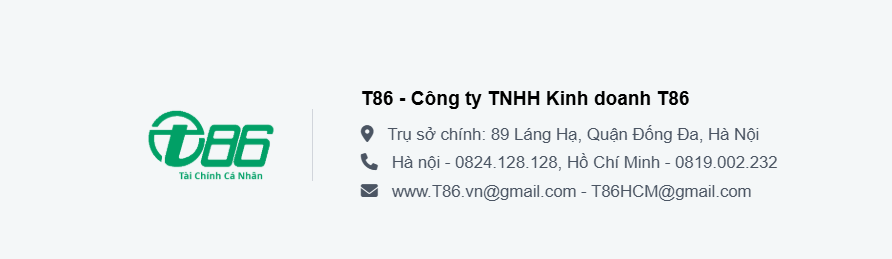 t86
Tài Chính Cá Nhân
T86 - Công ty TNHH Kinh doanh T86
Trụ sở chính: 89 Láng Hạ, Quận Đống Đa, Hà Nội
Hà nội - 0824.128.128, Hồ Chí Minh - 0819.002.232
www.T86.vn@gmail.com - T86HCM@gmail.com